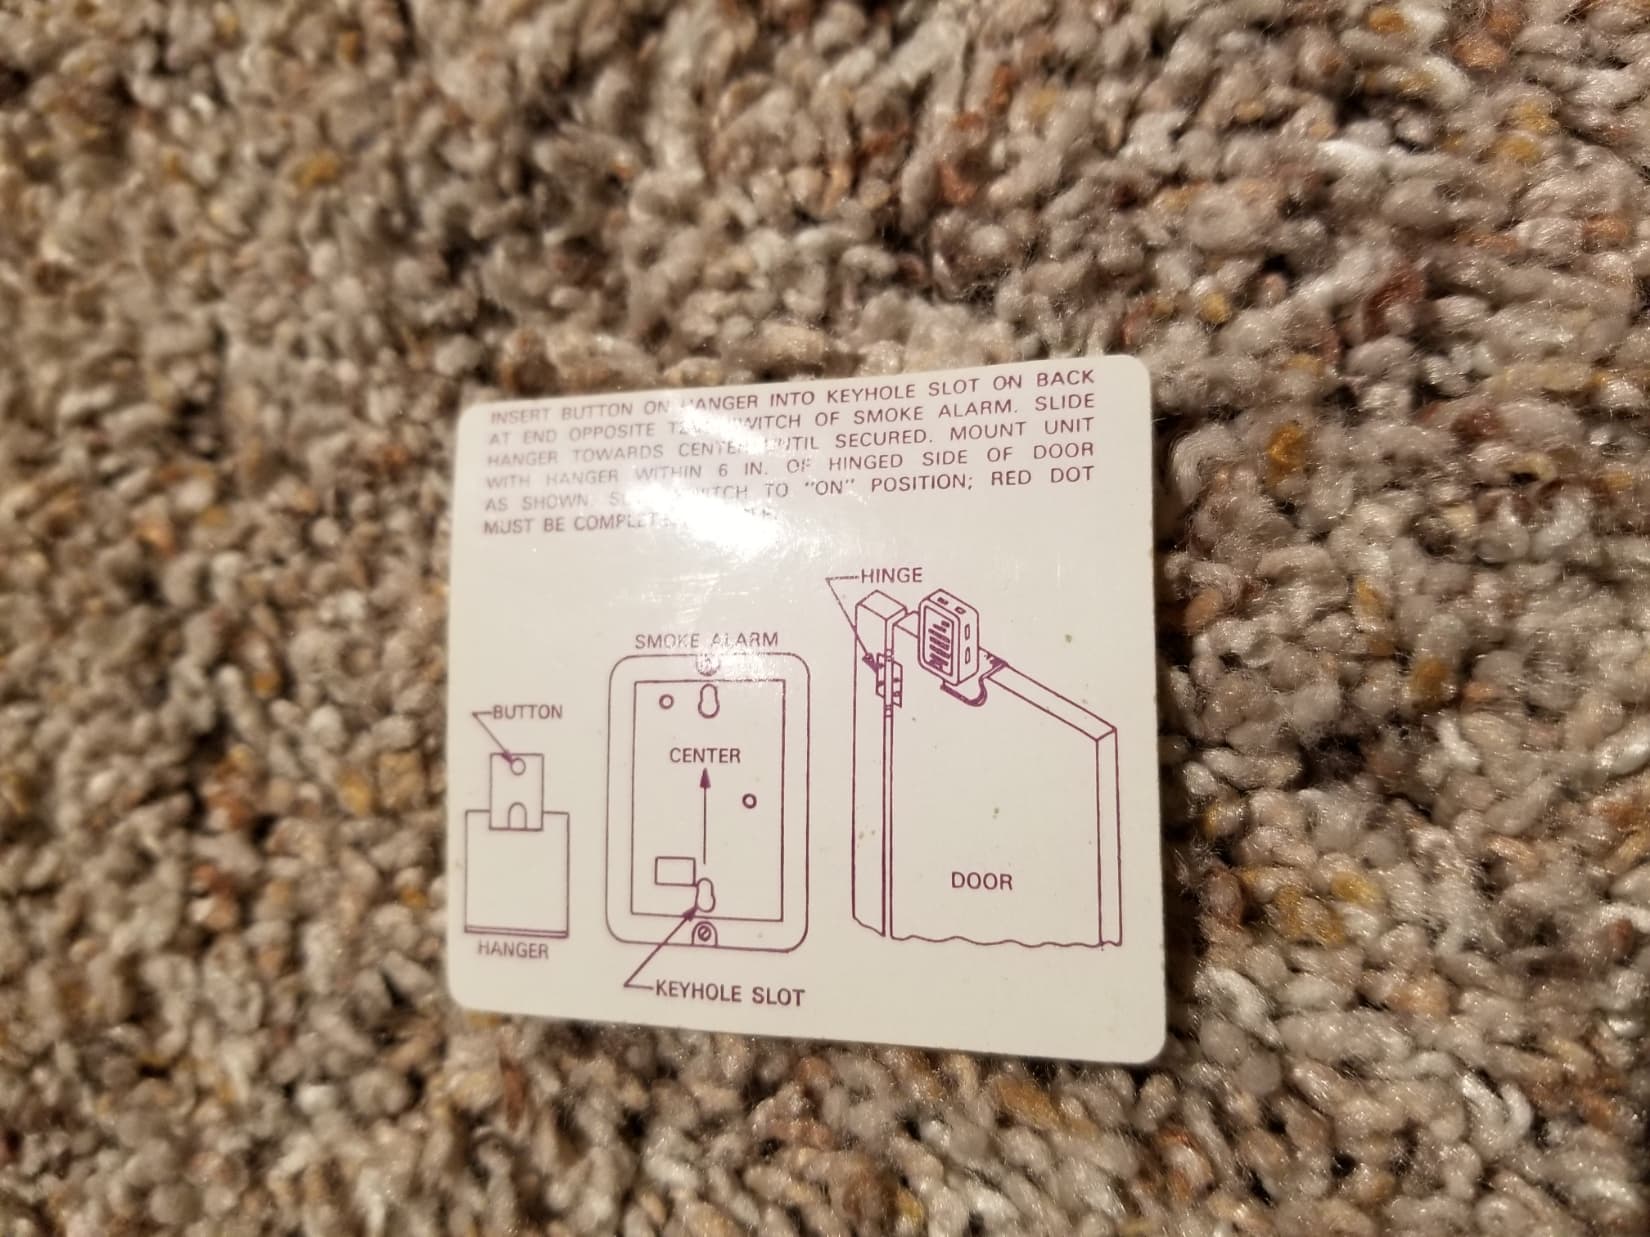 INSERT BUTTON ON HANGER INTO KEYHOLE SLOT ON BACK
AT END OPPOSITE SWITCH OF SMOKE ALARM. SLIDE
HANGER TOWARDS CENTER UNTIL SECURED. MOUNT UNIT
WITH HANGER WITHIN 6 IN. OF HINGED SIDE OF DOOR
AS SHOWN. SWITCH TO "ON" POSITION; RED DOT
MUST BE
HINGE
SMOKE ALARM
BUTTON
CENTER
DOOR
HANGER
KEYHOLE SLOT